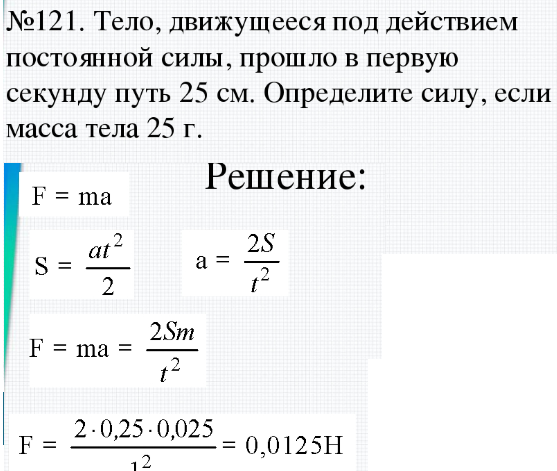 №121. Тело, движущееся под действием
постоянной силы, прошло в первую
секунду путь 25 см. Определите силу, если
масса тела 25 г.
Решение:
F = ma
S = at²/2    a = 2S/t²
F = ma = 2Sm/t²
F = 2·0,25·0,025/1² = 0,0125Н